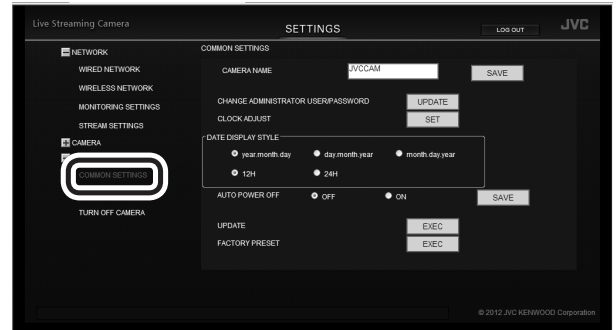 Live Streaming Camera
SETTINGS
LOG OUT
JVC
NETWORK
WIRED NETWORK
WIRELESS NETWORK
MONITORING SETTINGS
STREAM SETTINGS
CAMERA
COMMON SETTINGS
TURN OFF CAMERA
COMMON SETTINGS
CAMERA NAME JVCCAM SAVE
CHANGE ADMINISTRATOR USER/PASSWORD UPDATE
CLOCK ADJUST SET
DATE DISPLAY STYLE
year.month.day day.month.year month.day.year
12H 24H
AUTO POWER OFF OFF ON SAVE
UPDATE EXEC
FACTORY PRESET EXEC
© 2012 JVC KENWOOD Corporation